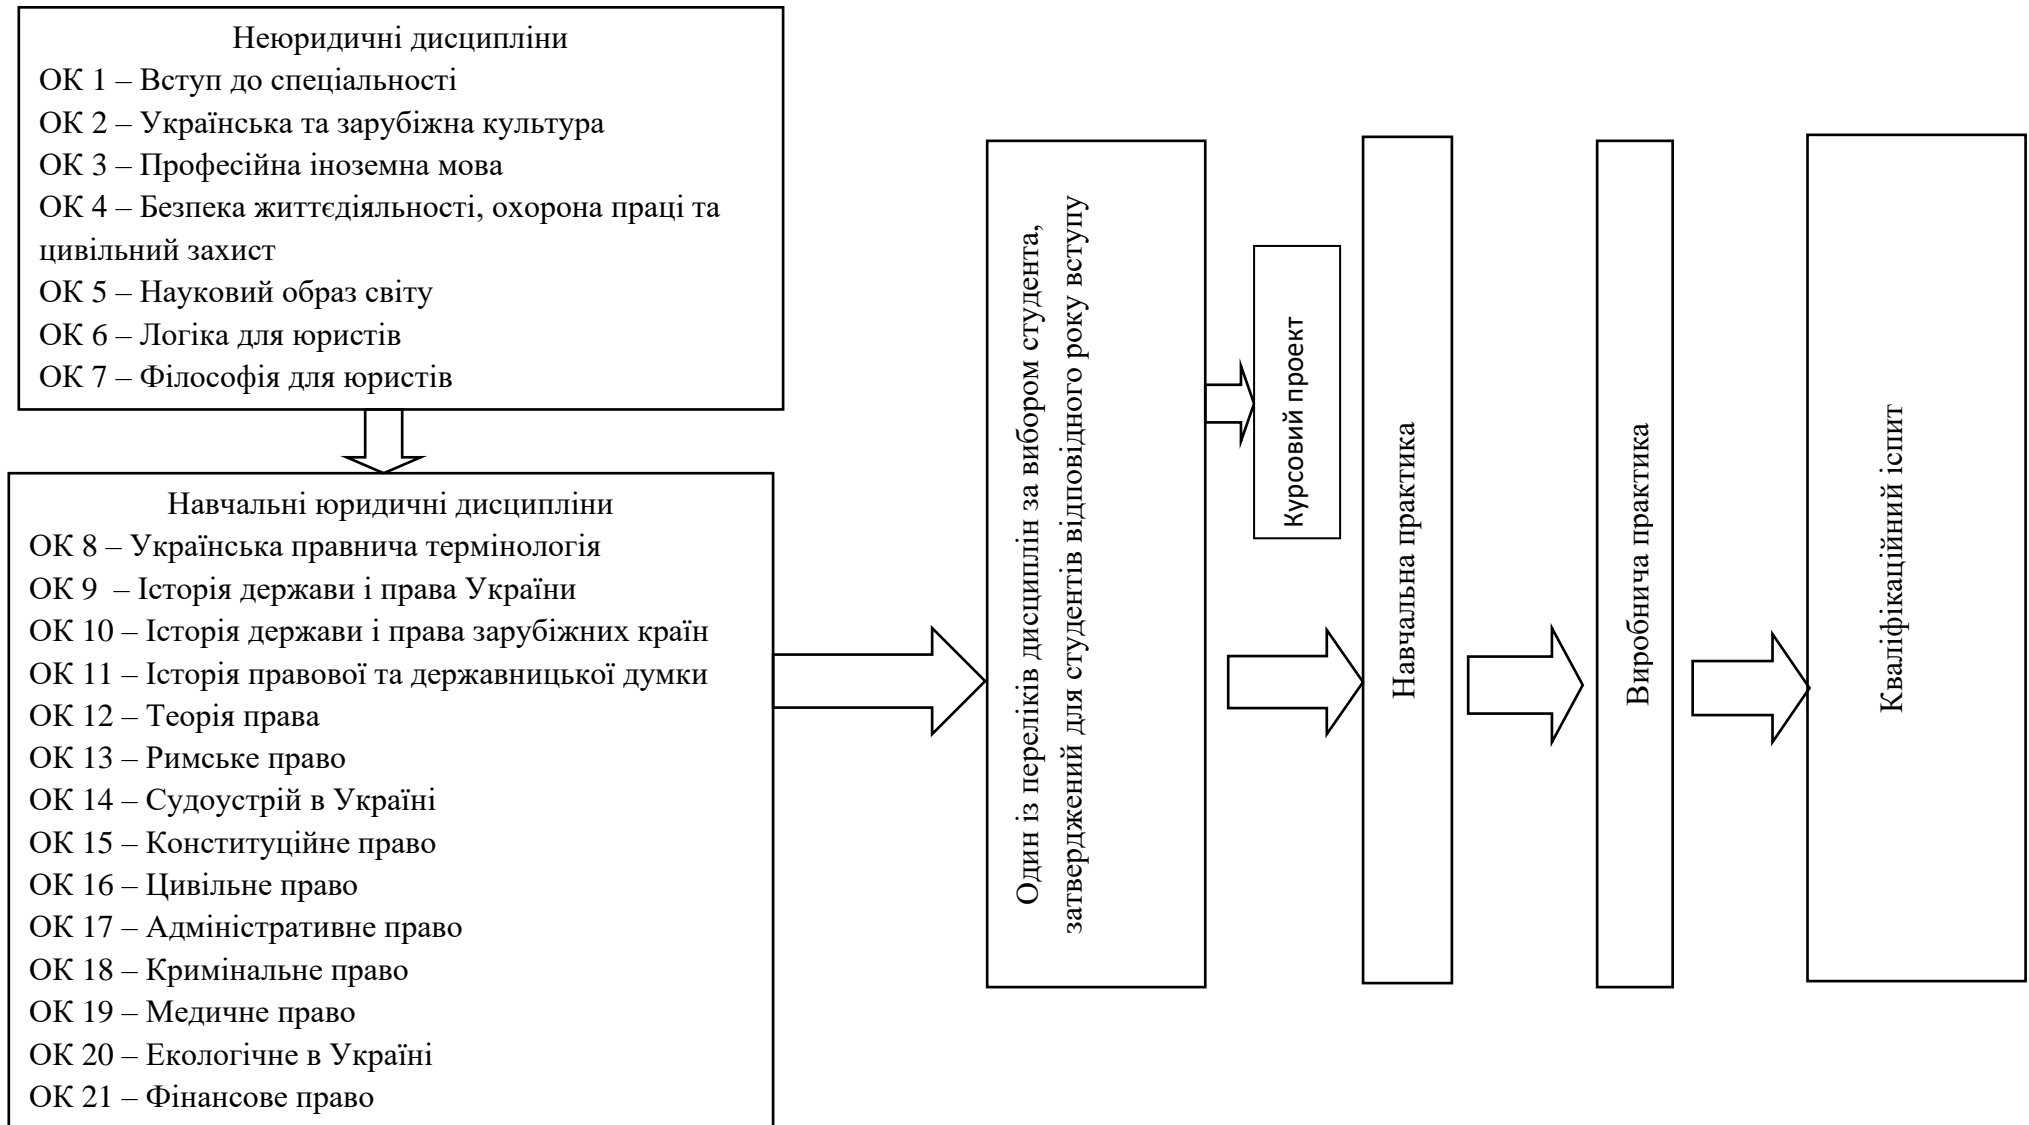 Неюридичні дисципліни
ОК 1 – Вступ до спеціальності
ОК 2 – Українська та зарубіжна культура
ОК 3 – Професійна іноземна мова
ОК 4 – Безпека життєдіяльності, охорона праці та
цивільний захист
ОК 5 – Науковий образ світу
ОК 6 – Логіка для юристів
ОК 7 – Філософія для юристів
Навчальні юридичні дисципліни
ОК 8 – Українська правнича термінологія
ОК 9 – Історія держави і права України
ОК 10 – Історія держави і права зарубіжних країн
ОК 11 – Історія правової та державницької думки
ОК 12 – Теорія права
ОК 13 – Римське право
ОК 14 – Судоустрій в Україні
ОК 15 – Конституційне право
ОК 16 – Цивільне право
ОК 17 – Адміністративне право
ОК 18 – Кримінальне право
ОК 19 – Медичне право
ОК 20 – Екологічне в Україні
ОК 21 – Фінансове право
Один із переліків дисциплін за вибором студента,
затверджений для студентів відповідного року вступу
Курсовий проект
Навчальна практика
Виробнича практика
Кваліфікаційний іспит